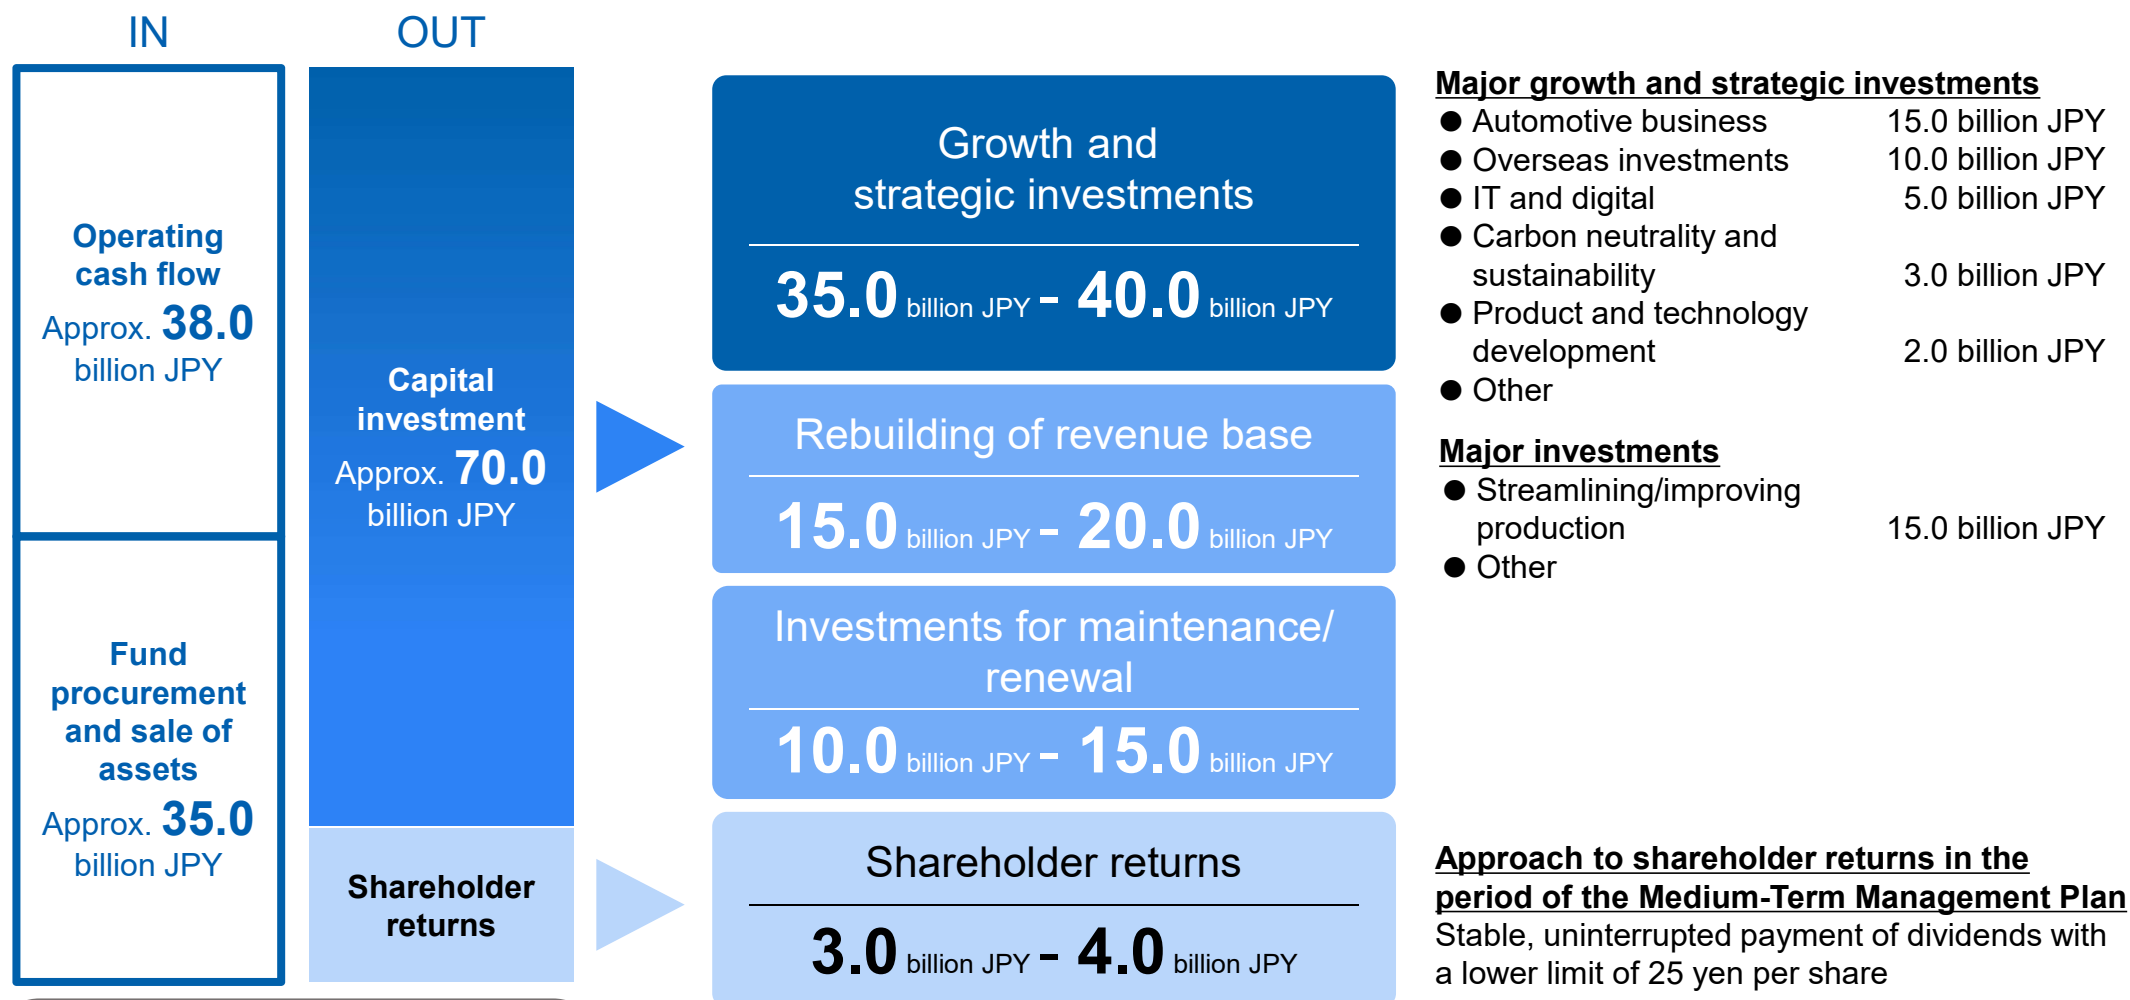 IN
OUT
Operating
cash flow
Approx. 38.0
billion JPY
Fund
procurement
and sale of
assets
Approx. 35.0
billion JPY
Capital
investment
Approx. 70.0
billion JPY
Shareholder
returns
Growth and
strategic investments
35.0 billion JPY - 40.0 billion JPY
Rebuilding of revenue base
15.0 billion JPY - 20.0 billion JPY
Investments for maintenance/
renewal
10.0 billion JPY - 15.0 billion JPY
Shareholder returns
3.0 billion JPY - 4.0 billion JPY
Major growth and strategic investments
● Automotive business 15.0 billion JPY
● Overseas investments 10.0 billion JPY
● IT and digital 5.0 billion JPY
● Carbon neutrality and
sustainability 3.0 billion JPY
● Product and technology
development 2.0 billion JPY
● Other
Major investments
● Streamlining/improving
production 15.0 billion JPY
● Other
Approach to shareholder returns in the
period of the Medium-Term Management Plan
Stable, uninterrupted payment of dividends with
a lower limit of 25 yen per share